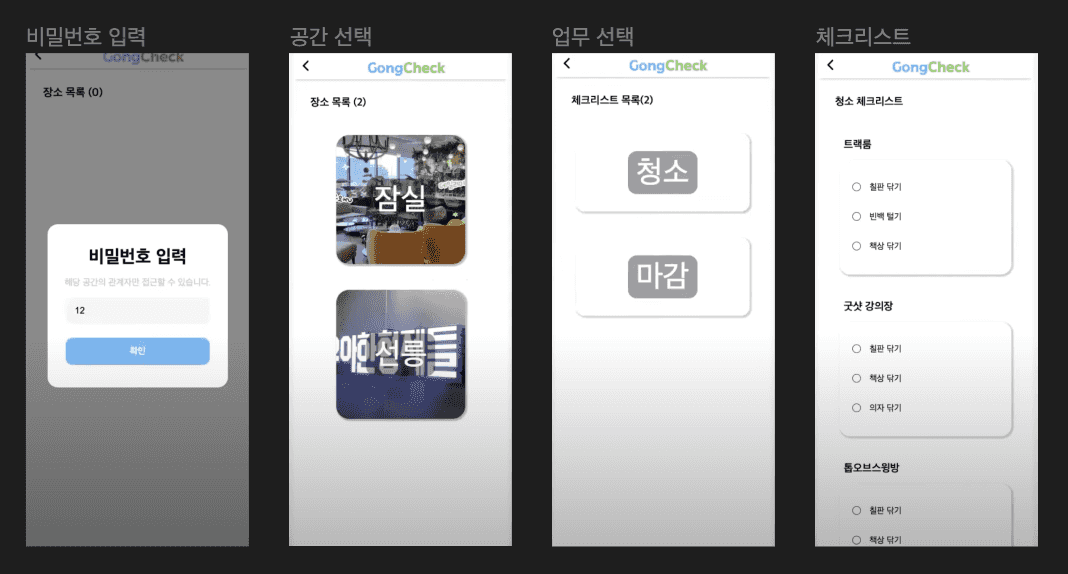 비밀번호 입력
GongCheck
장소 목록 (0)
비밀번호 입력
해당 공간의 관계자만 접근할 수 있습니다.
12
확인
공간 선택
GongCheck
장소 목록 (2)
잠실
선릉
업무 선택
GongCheck
체크리스트 목록(2)
청소
마감
체크리스트
GongCheck
청소 체크리스트
트랙룸
칠판 닦기
빈백 털기
책상 닦기
굿샷 강의장
칠판 닦기
책상 닦기
의자 닦기
톱오브스윙방
칠판 닦기
책상 닦기